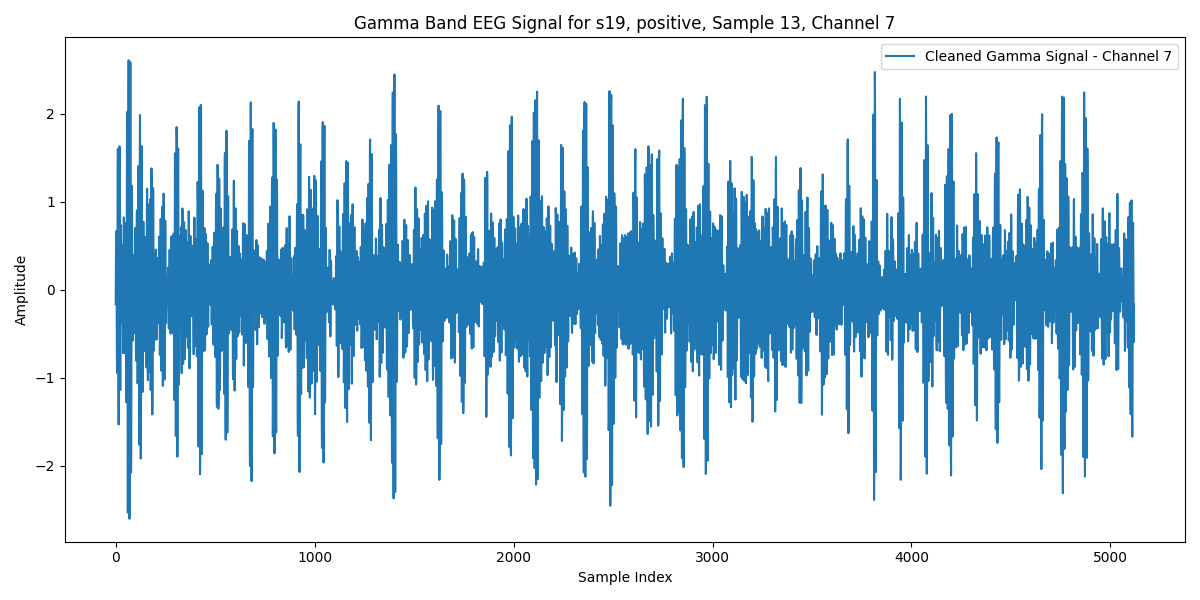 Gamma Band EEG Signal for s19, positive, Sample 13, Channel 7
Cleaned Gamma Signal - Channel 7
Amplitude
2
1
0
−1
−2
0 1000 2000 3000 4000 5000
Sample Index